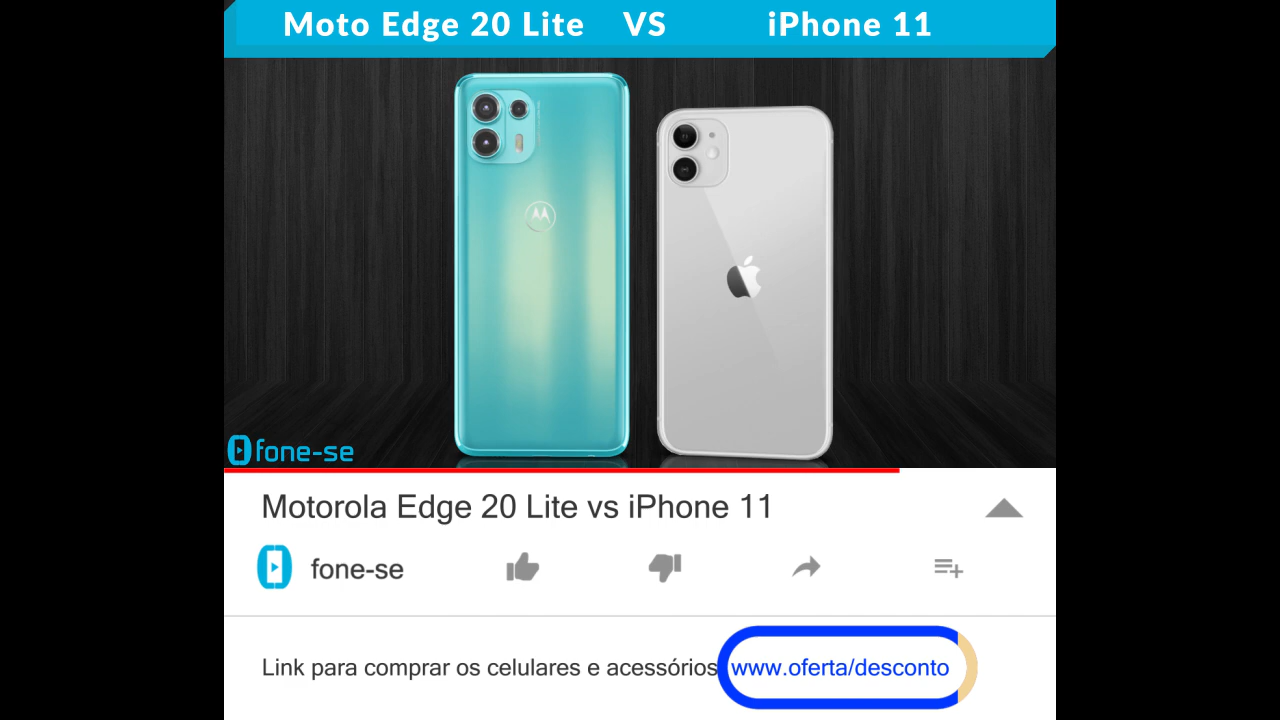 Moto Edge 20 Lite VS iPhone 11
fone-se
Motorola Edge 20 Lite vs iPhone 11
fone-se
Link para comprar os celulares e acessórios www.oferta/desconto